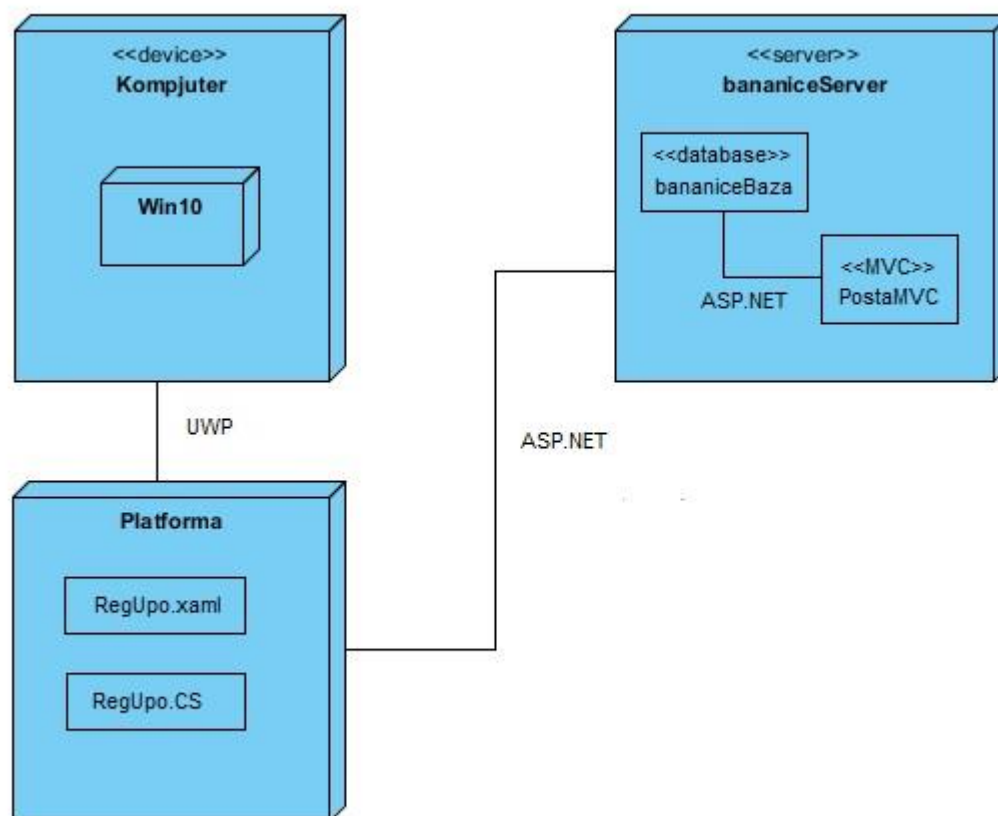 <<device>>
Kompjuter
Win10
<<server>>
bananiceServer
<<database>>
bananiceBaza
<<MVC>>
PostaMVC
ASP.NET
UWP
ASP.NET
Platforma
RegUpo.xaml
RegUpo.CS